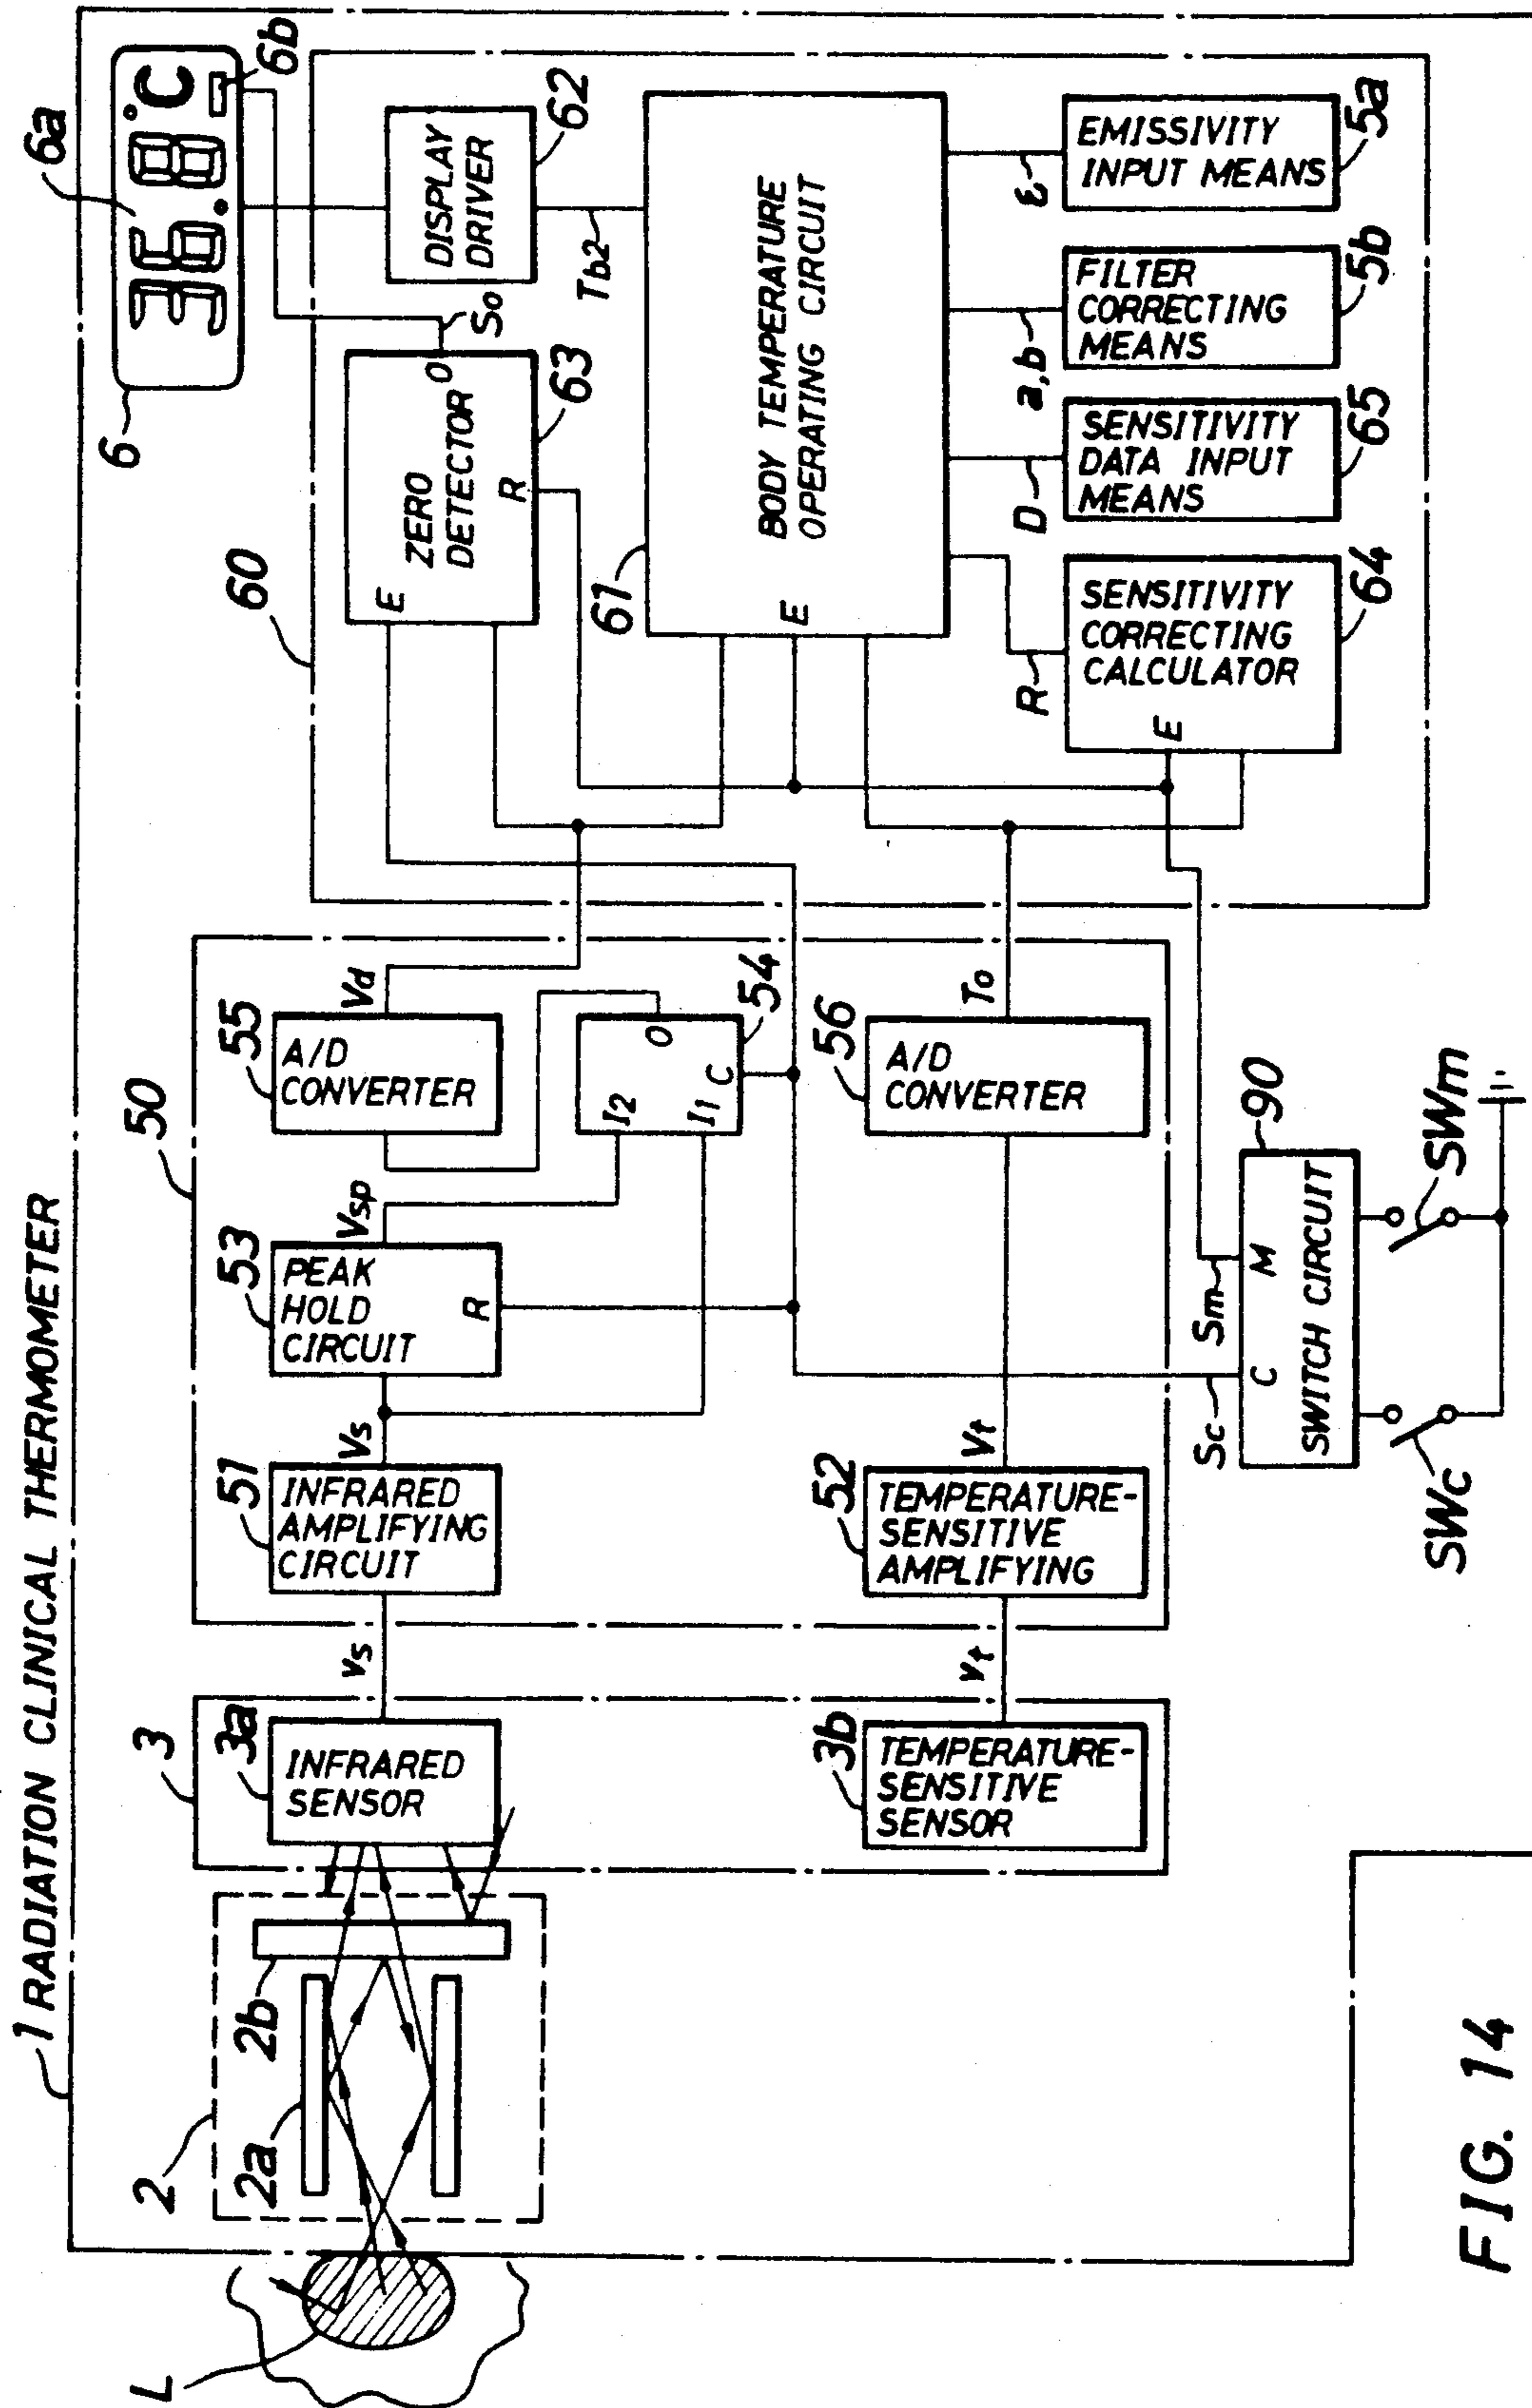 1 RADIATION CLINICAL THERMOMETER
L
2
2a
2b
3
3a
INFRARED
SENSOR
3b
TEMPERATURE-
SENSITIVE
SENSOR
vs
vt
50
51
INFRARED
AMPLIFYING
CIRCUIT
Vs
52
TEMPERATURE-
SENSITIVE
AMPLIFYING
Vt
53
PEAK
HOLD
CIRCUIT
R
Vsp
I2
I1
O
C
54
55
A/D
CONVERTER
Vd
56
A/D
CONVERTER
To
Sc
Sm
C
M
SWITCH CIRCUIT
90
SWc
SWm
60
E
ZERO
DETECTOR
O
R
63
So
61
E
BODY TEMPERATURE
OPERATING CIRCUIT
Tb2
DISPLAY
DRIVER
62
6
6a
36.8°C
6b
R
SENSITIVITY
CORRECTING
CALCULATOR
E
64
D
SENSITIVITY
DATA INPUT
MEANS
65
a,b
FILTER
CORRECTING
MEANS
5b
ε
EMISSIVITY
INPUT MEANS
5a
FIG. 14